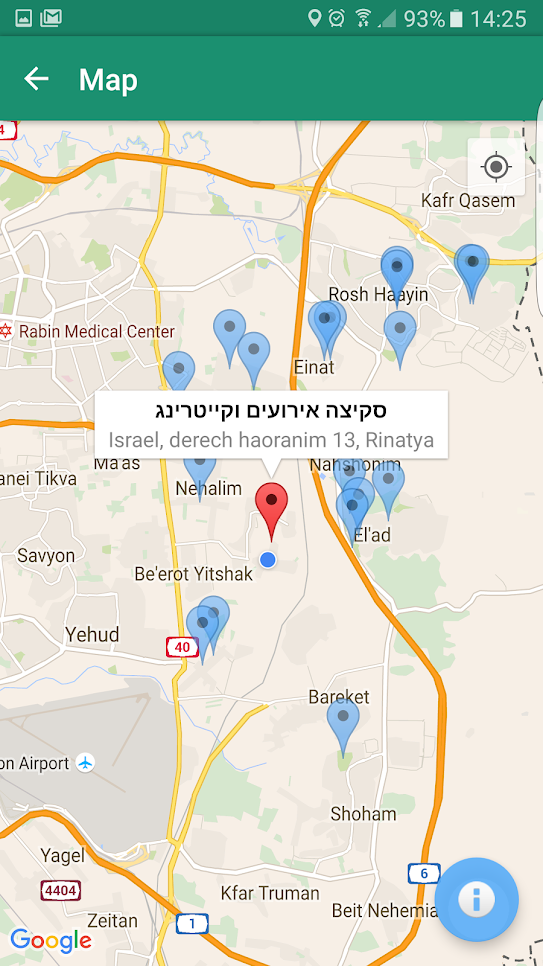 93% 14:25
Map
4
Kafr Qasem
Rosh Haayin
Rabin Medical Center
Einat
סקיצה אירועים וקייטרינג
Israel, derech haoranim 13, Rinatya
Ma'as
Nahshonim
anei Tikva
Nehalim
El'ad
Savyon
Be'erot Yitshak
Yehud
40
Bareket
on Airport
Shoham
Yagel
6
4404
Kfar Truman
Beit Nehemia
Zeitan
1
Google